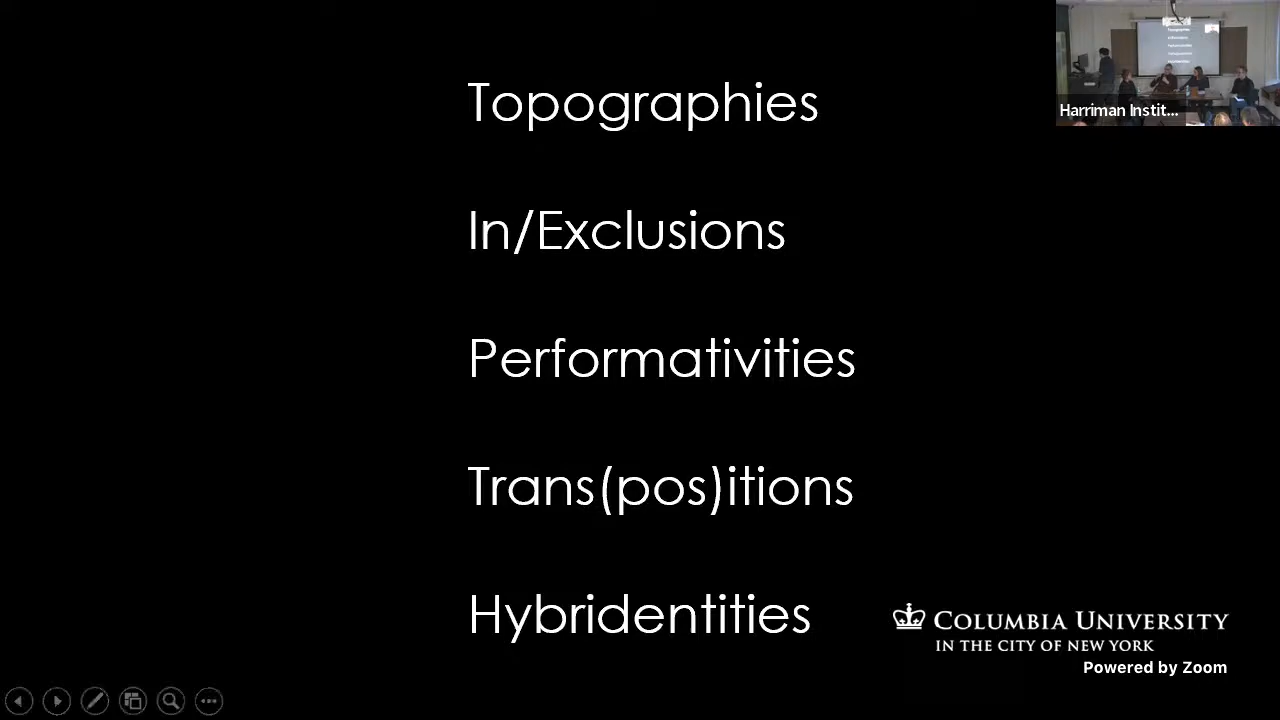 Topographies
Harriman Instit...
In/Exclusions
Performativities
Trans(pos)itions
Hybridentities
COLUMBIA UNIVERSITY
IN THE CITY OF NEW YORK
Powered by Zoom